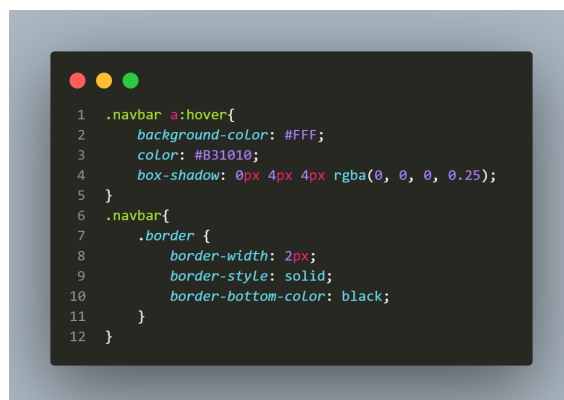 1 .navbar a:hover{
2     background-color: #FFF;
3     color: #B31010;
4     box-shadow: 0px 4px 4px rgba(0, 0, 0, 0.25);
5 }
6 .navbar{
7     .border {
8         border-width: 2px;
9         border-style: solid;
10         border-bottom-color: black;
11     }
12 }